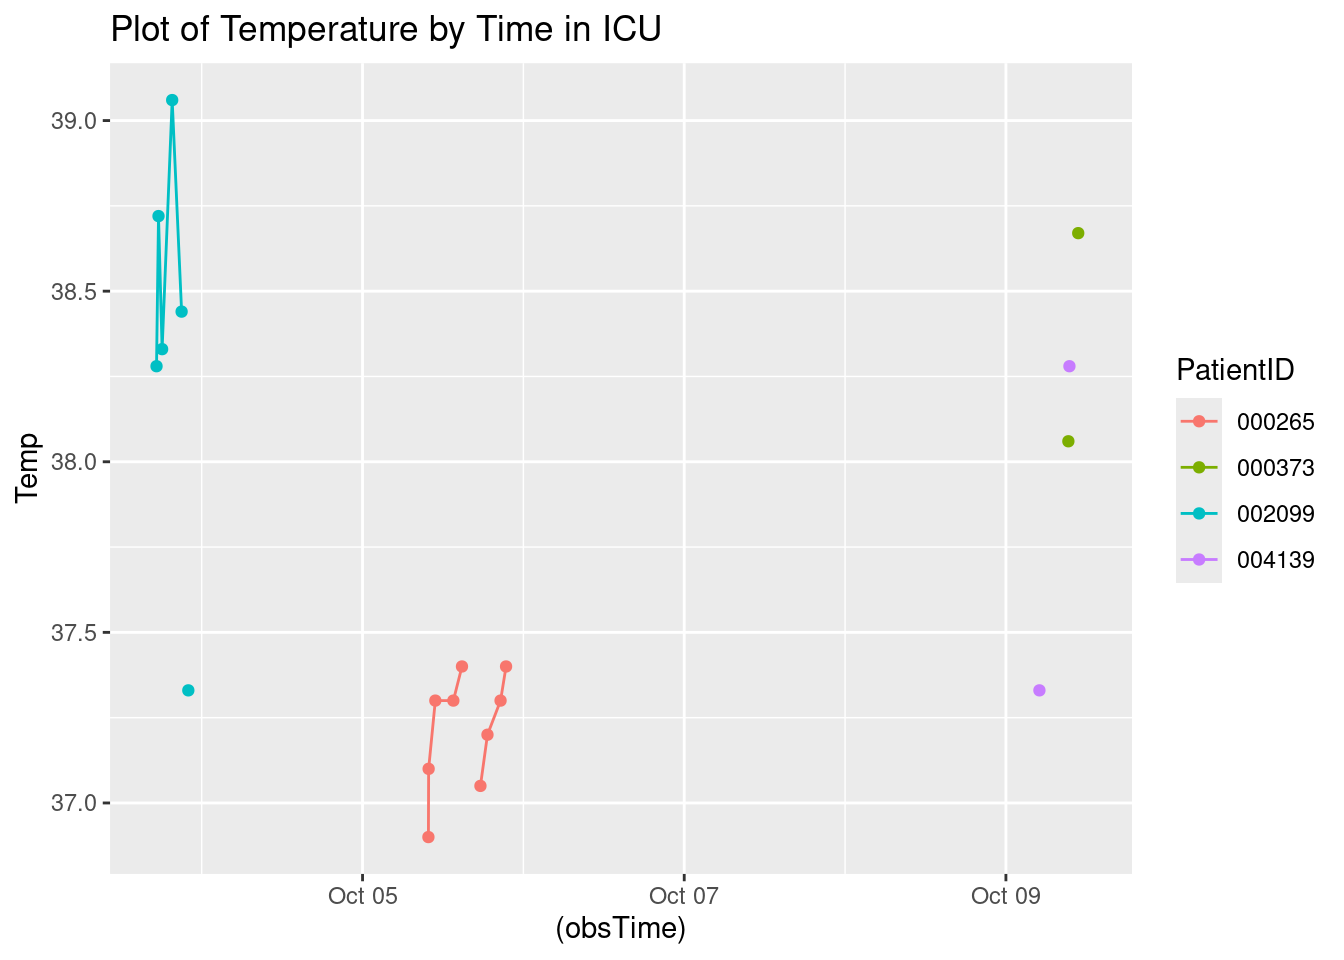 Plot of Temperature by Time in ICU
39.0
38.5
38.0
37.5
37.0
Temp
Oct 05
Oct 07
Oct 09
(obsTime)
PatientID
000265
000373
002099
004139